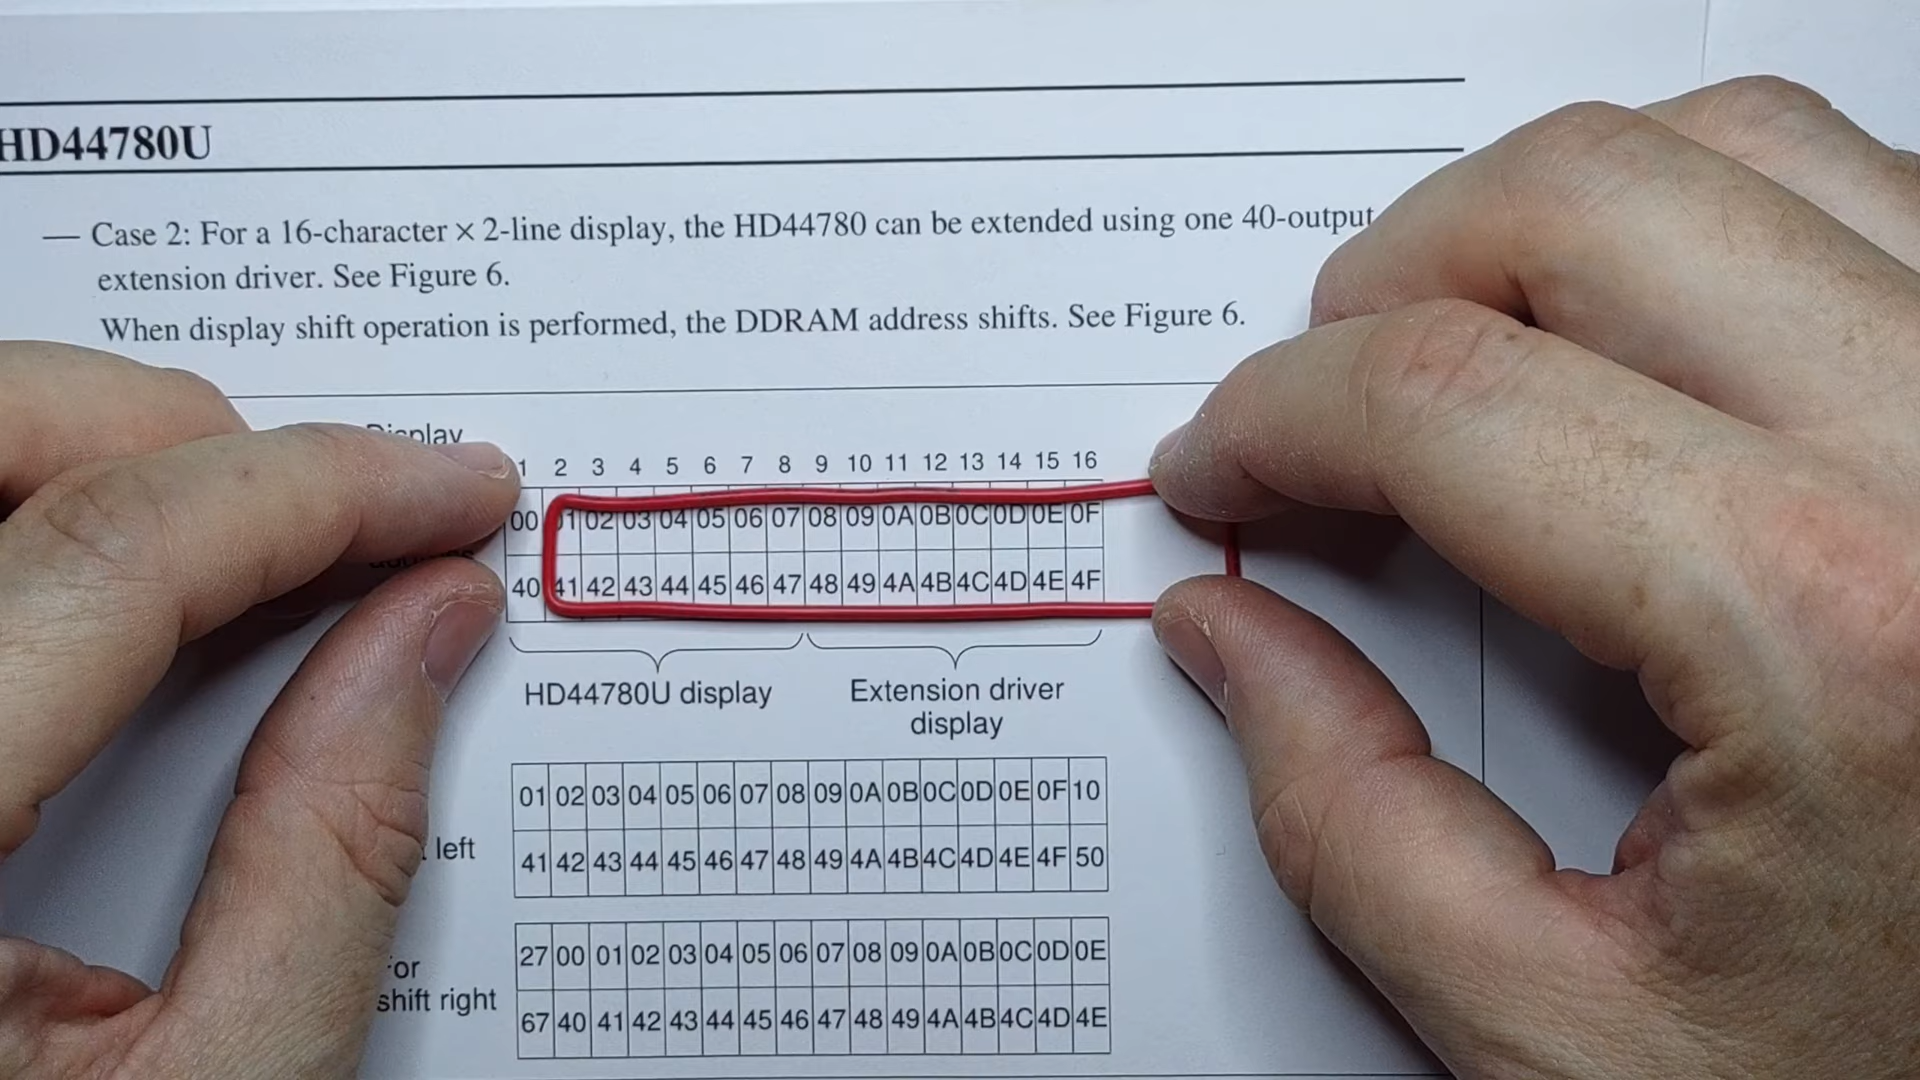 HD44780U
— Case 2: For a 16-character × 2-line display, the HD44780 can be extended using one 40-output
extension driver. See Figure 6.
When display shift operation is performed, the DDRAM address shifts. See Figure 6.
Display
1 2 3 4 5 6 7 8 9 10 11 12 13 14 15 16
00 01 02 03 04 05 06 07 08 09 0A 0B 0C 0D 0E 0F
40 41 42 43 44 45 46 47 48 49 4A 4B 4C 4D 4E 4F
HD44780U display
Extension driver
display
01 02 03 04 05 06 07 08 09 0A 0B 0C 0D 0E 0F 10
left
41 42 43 44 45 46 47 48 49 4A 4B 4C 4D 4E 4F 50
27 00 01 02 03 04 05 06 07 08 09 0A 0B 0C 0D 0E
or
shift right
67 40 41 42 43 44 45 46 47 48 49 4A 4B 4C 4D 4E